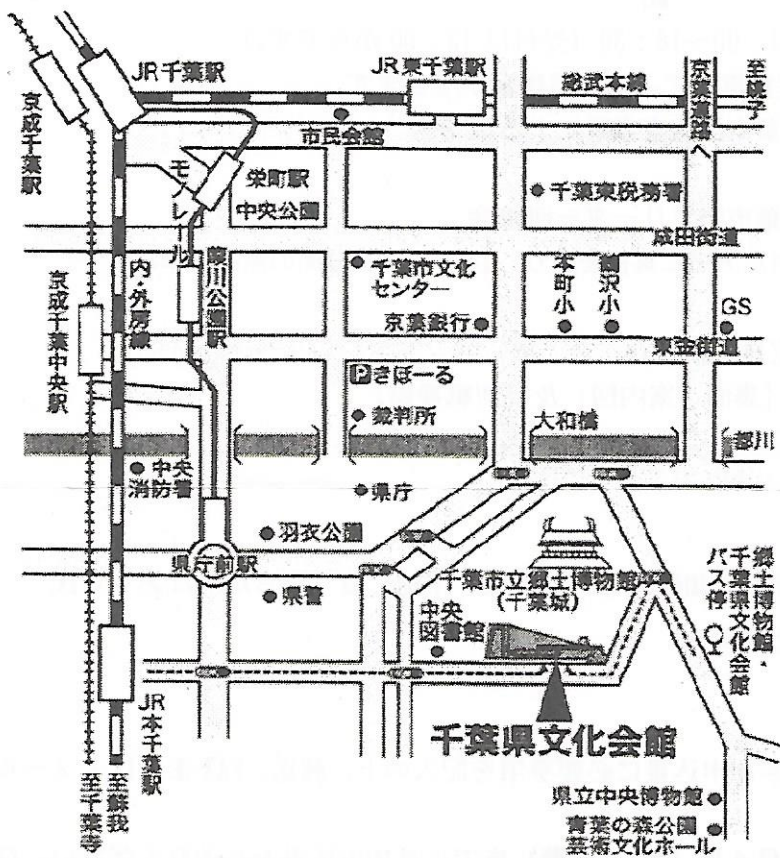 JR千葉駅
JR東千葉駅
総武本線
京葉道路へ
至銚子
京成千葉駅
市民会館
モノレール
栄町駅
中央公園
千葉東税務署
成田街道
京成千葉中央駅
内・外房線
葭川公園駅
千葉市文化
センター
本町小
鶴沢小
京葉銀行
GS
東金街道
Pきぼーる
裁判所
大和橋
都川
中央
消防署
県庁
羽衣公園
県庁前駅
県警
千葉市立郷土博物館
(千葉城)
中央
図書館
郷土博物館・
千葉県文化会館
バス停
JR本千葉駅
千葉県文化会館
至蘇我
至千葉寺
県立中央博物館
青葉の森公園
芸術文化ホール